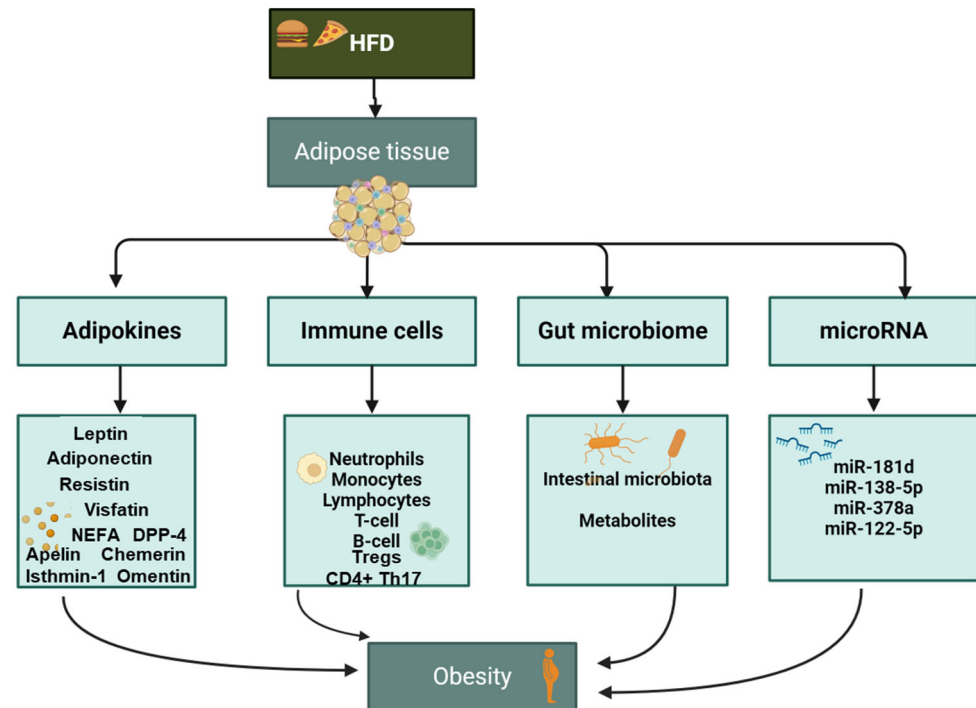 HFD
Adipose tissue
Adipokines
Immune cells
Gut microbiome
microRNA
Leptin
Adiponectin
Resistin
Visfatin
NEFA DPP-4
Apelin Chemerin
Isthmin-1 Omentin
Neutrophils
Monocytes
Lymphocytes
T-cell
B-cell
Tregs
CD4+ Th17
Intestinal microbiota
Metabolites
miR-181d
miR-138-5p
miR-378a
miR-122-5p
Obesity